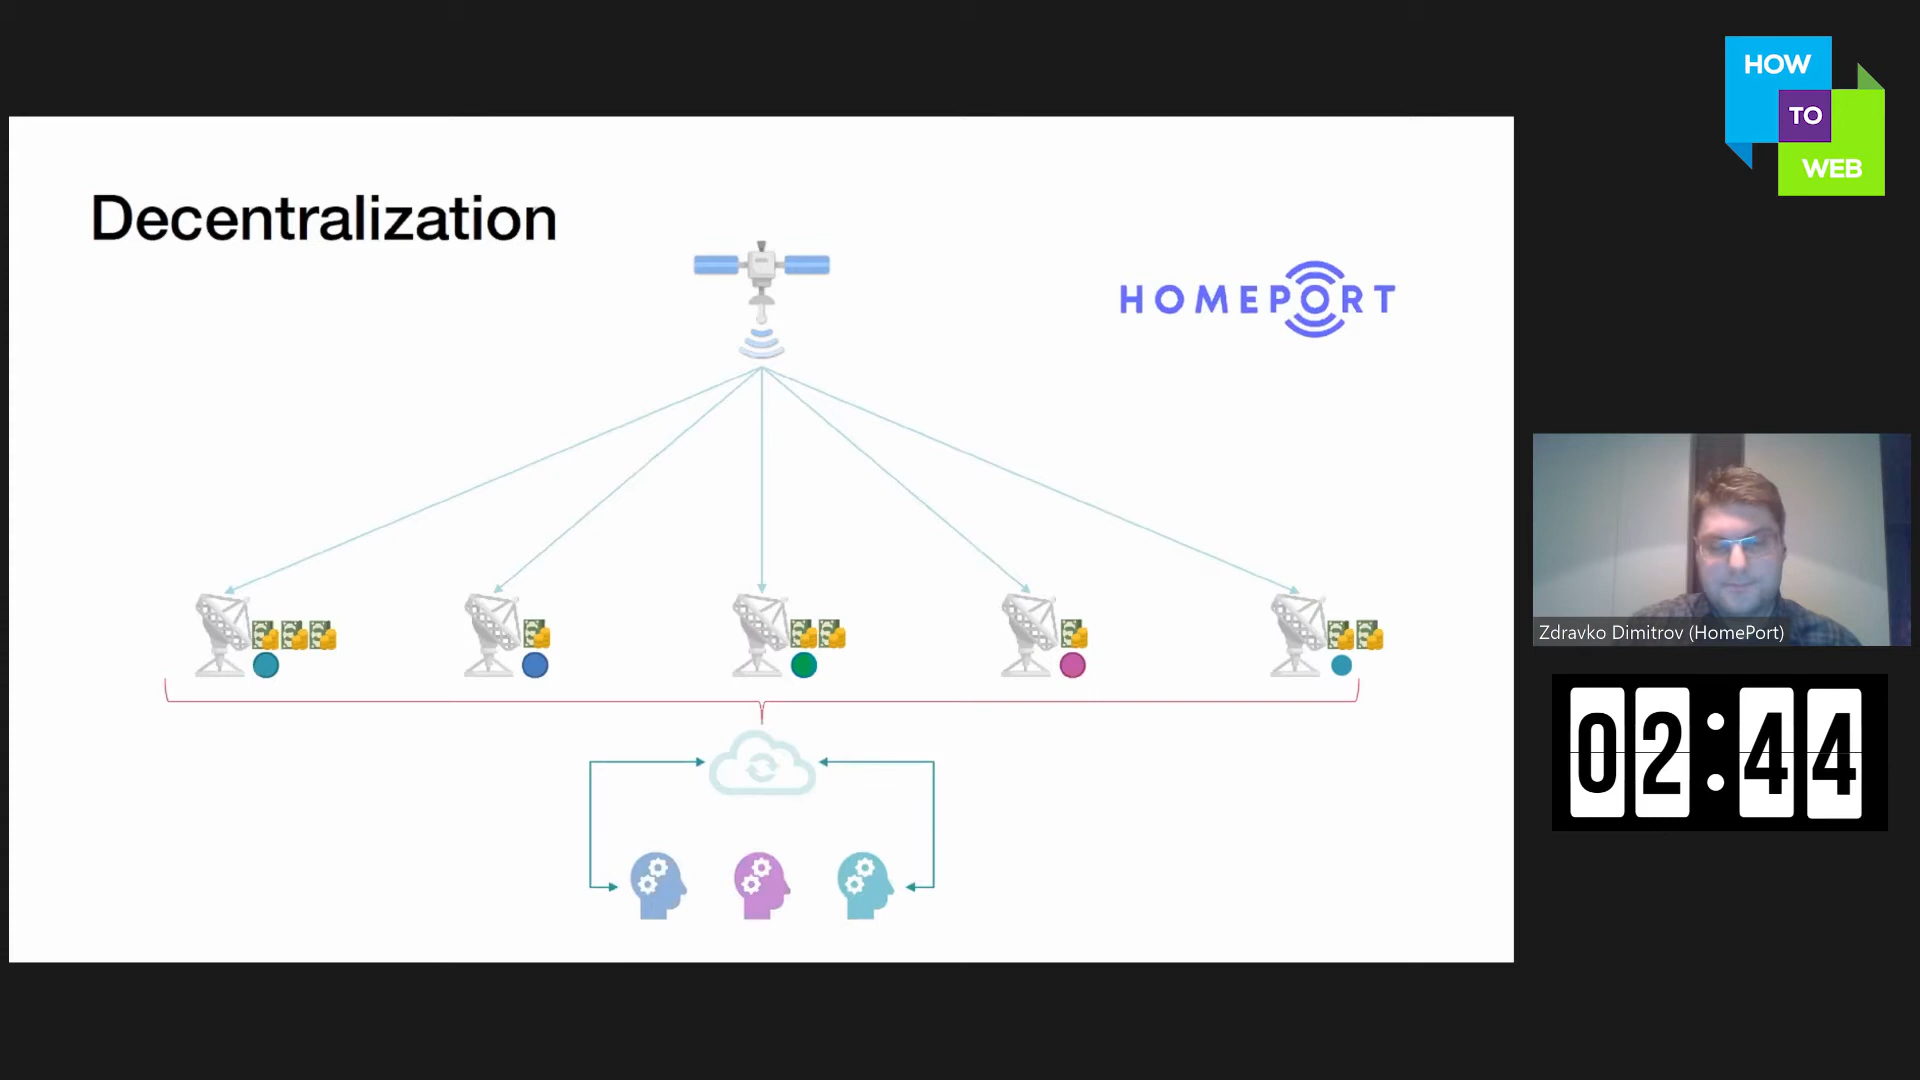 HOW
TO
WEB
Decentralization
HOMEPORT
Zdravko Dimitrov (HomePort)
02:44